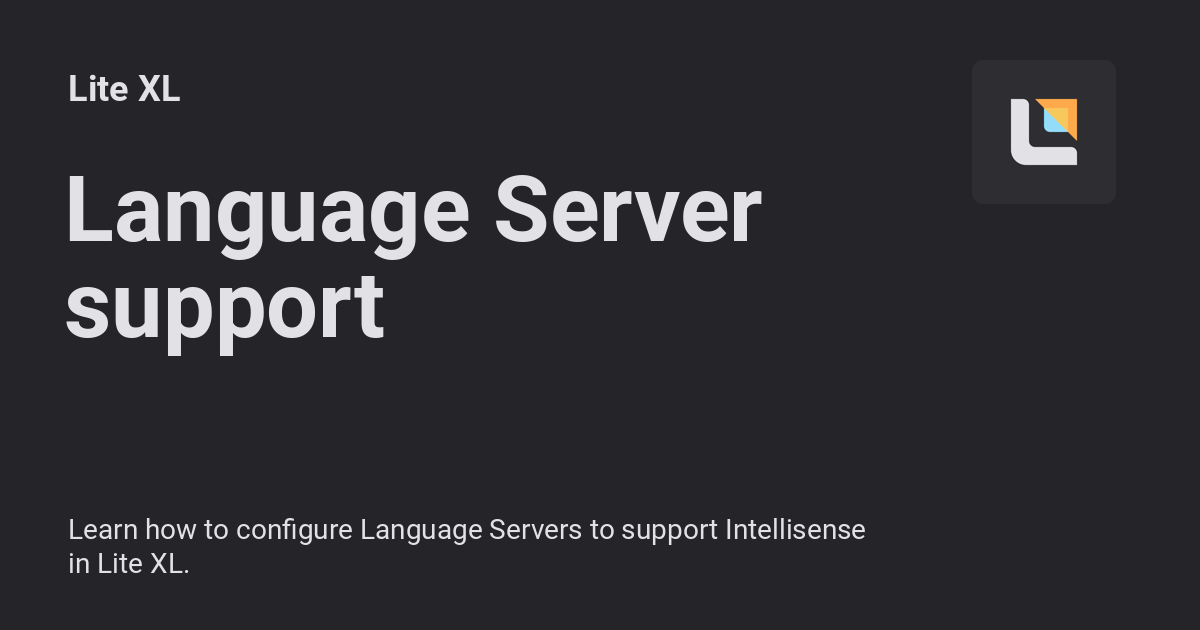 Lite XL
Language Server
support
Learn how to configure Language Servers to support Intellisense
in Lite XL.